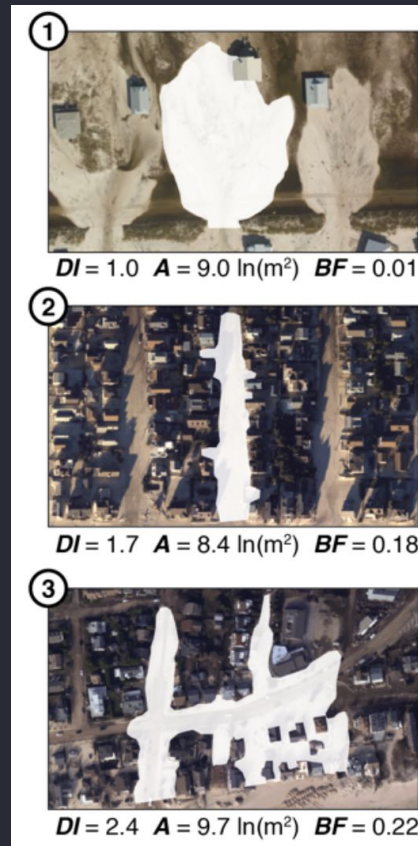 1
DI = 1.0 A = 9.0 ln(m²) BF = 0.01
2
DI = 1.7 A = 8.4 ln(m²) BF = 0.18
3
DI = 2.4 A = 9.7 ln(m²) BF = 0.22